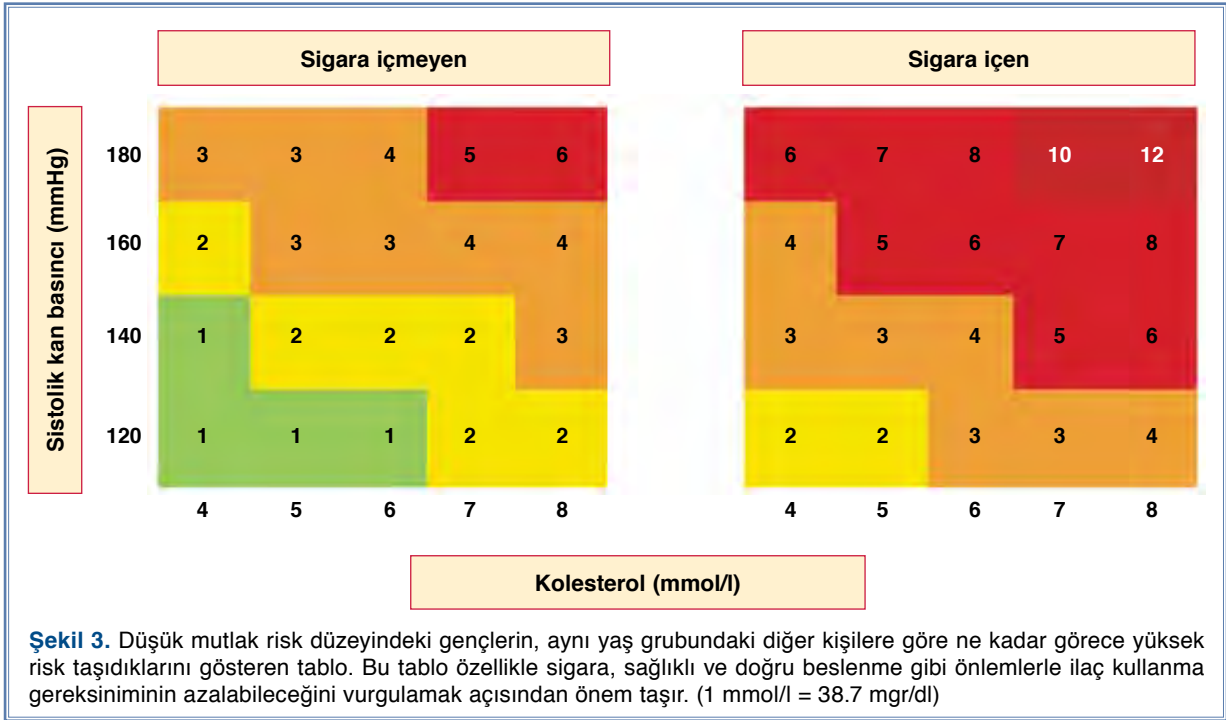 Sigara içmeyen Sigara içen
Sistolik kan basıncı (mmHg)
180 3 3 4 5 6 6 7 8 10 12
160 2 3 3 4 4 4 5 6 7 8
140 1 2 2 2 3 3 3 4 5 6
120 1 1 1 2 2 2 2 3 3 4
4 5 6 7 8 4 5 6 7 8
Kolesterol (mmol/l)
Şekil 3. Düşük mutlak risk düzeyindeki gençlerin, aynı yaş grubundaki diğer kişilere göre ne kadar görece yüksek
risk taşıdıklarını gösteren tablo. Bu tablo özellikle sigara, sağlıklı ve doğru beslenme gibi önlemlerle ilaç kullanma
gereksiniminin azalabileceğini vurgulamak açısından önem taşır. (1 mmol/l = 38.7 mgr/dl)